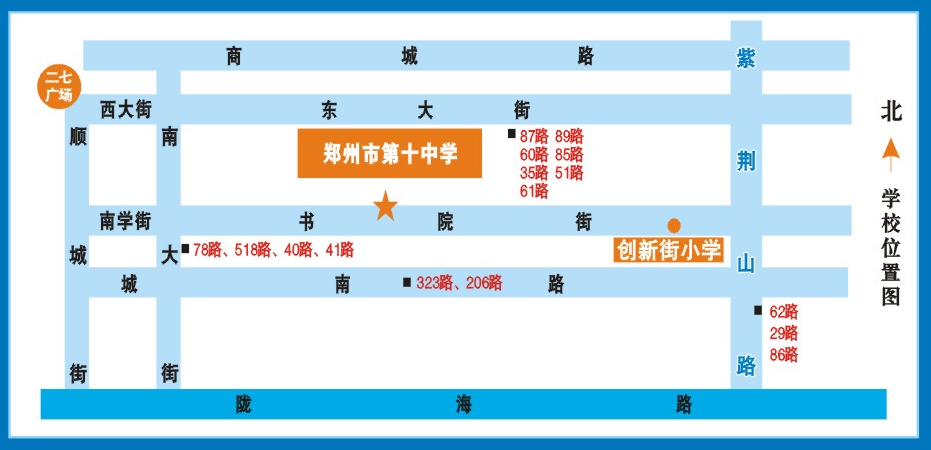 商城路
二七
广场
西大街
东大街
顺城街
南大街
紫荆山路
北
学校位置图
郑州市第十中学
87路 89路
60路 85路
35路 51路
61路
南学街
书院街
78路、518路、40路、41路
创新街小学
城南路
323路、206路
62路
29路
86路
陇海路